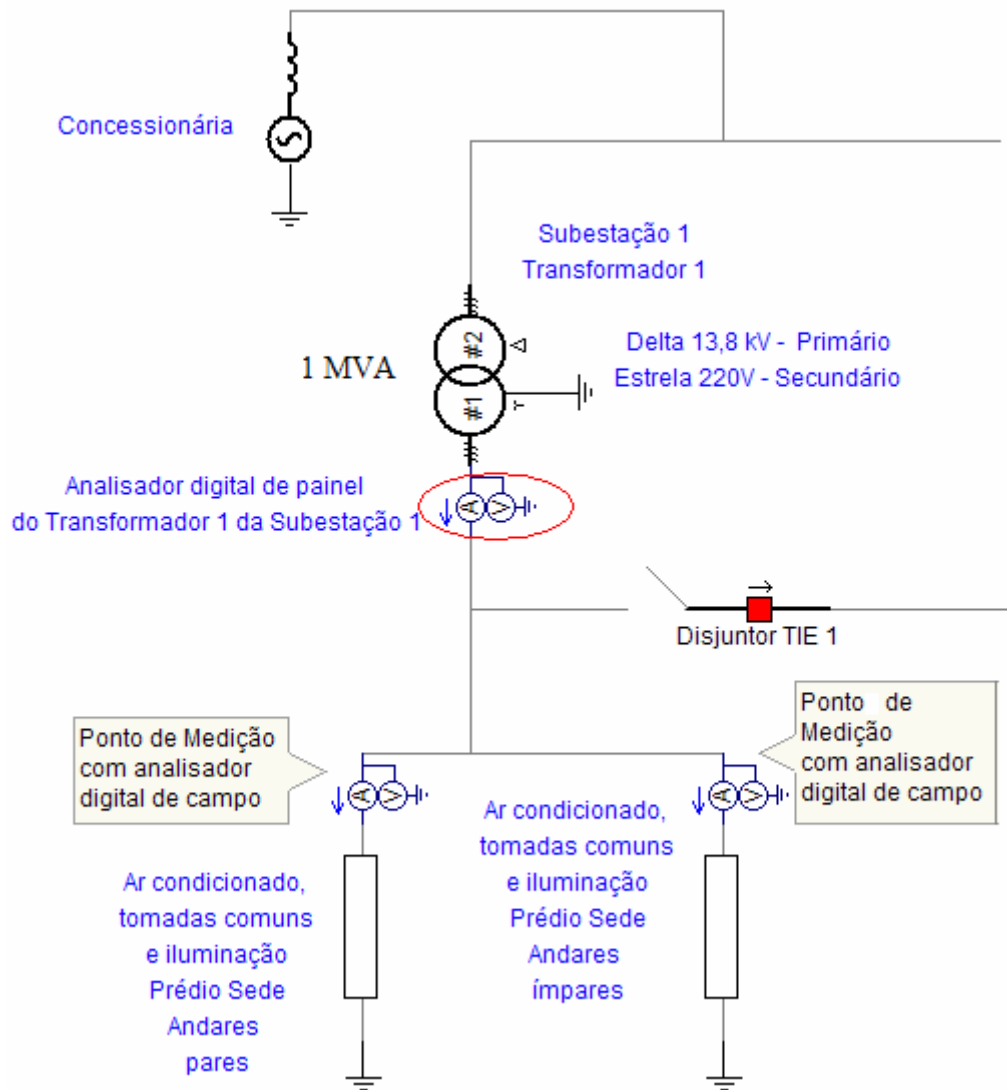 Concessionária
Subestação 1
Transformador 1
1 MVA
#2
#1
Y
Delta 13,8 kV - Primário
Estrela 220V - Secundário
Analisador digital de painel
do Transformador 1 da Subestação 1
A
V
Disjuntor TIE 1
Ponto de Medição
com analisador
digital de campo
A
V
Ponto de
Medição
com analisador
digital de campo
A
V
Ar condicionado,
tomadas comuns
e iluminação
Prédio Sede
Andares
pares
Ar condicionado,
tomadas comuns
e iluminação
Prédio Sede
Andares
ímpares